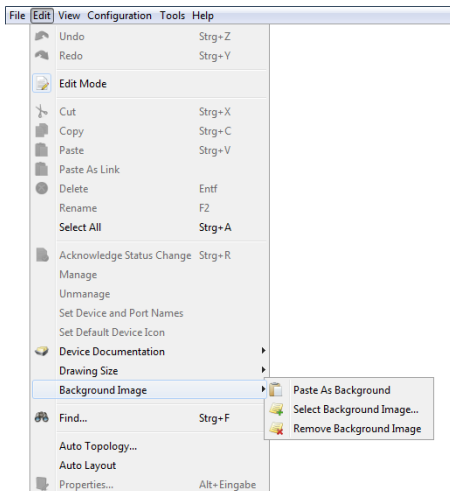 File Edit View Configuration Tools Help
Undo Strg+Z
Redo Strg+Y
Edit Mode
Cut Strg+X
Copy Strg+C
Paste Strg+V
Paste As Link
Delete Entf
Rename F2
Select All Strg+A
Acknowledge Status Change Strg+R
Manage
Unmanage
Set Device and Port Names
Set Default Device Icon
Device Documentation
Drawing Size
Background Image
Paste As Background
Select Background Image...
Remove Background Image
Find... Strg+F
Auto Topology...
Auto Layout
Properties... Alt+Eingabe